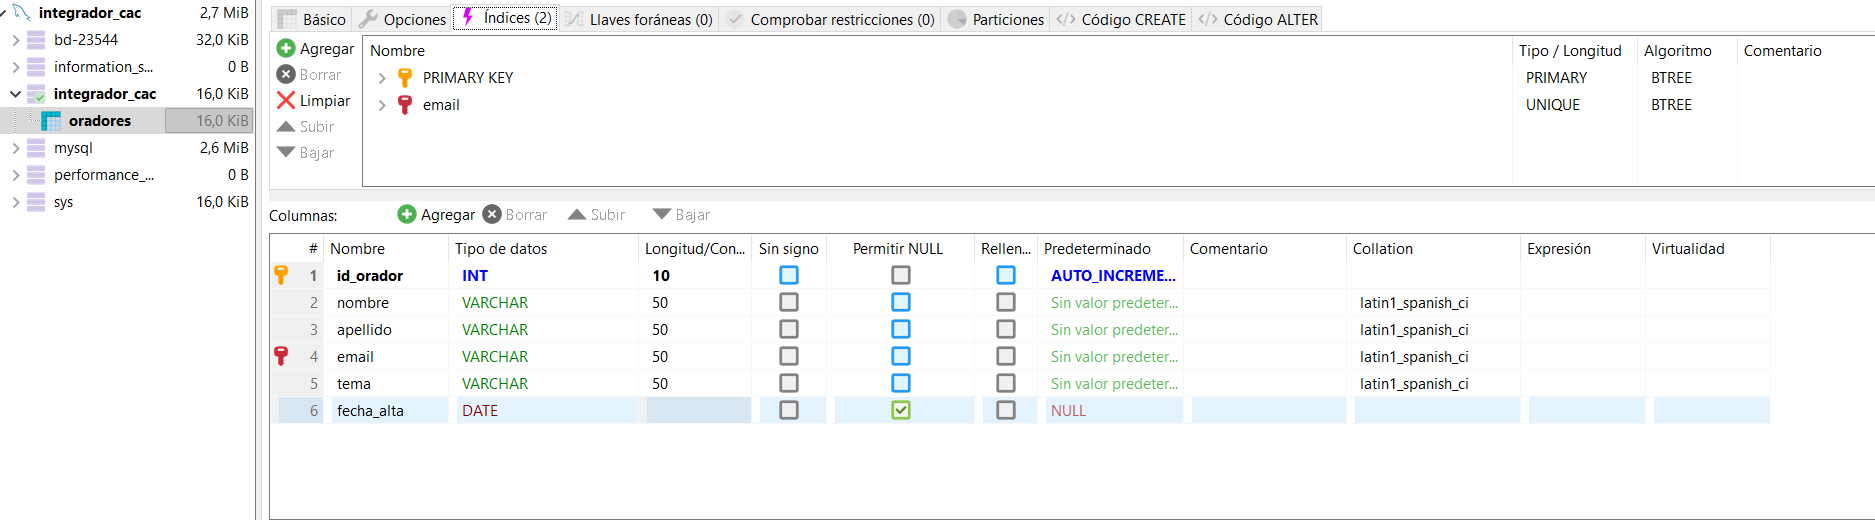 integrador_cac 2,7 MiB
bd-23544 32,0 KiB
information_s... 0 B
integrador_cac 16,0 KiB
oradores 16,0 KiB
mysql 2,6 MiB
performance_... 0 B
sys 16,0 KiB
Básico Opciones Índices (2) Llaves foráneas (0) Comprobar restricciones (0) Particiones Código CREATE Código ALTER
Agregar
Borrar
Limpiar
Subir
Bajar
Nombre Tipo / Longitud Algoritmo Comentario
PRIMARY KEY PRIMARY BTREE
email UNIQUE BTREE
Columnas: Agregar Borrar Subir Bajar
# Nombre Tipo de datos Longitud/Con... Sin signo Permitir NULL Rellen... Predeterminado Comentario Collation Expresión Virtualidad
1 id_orador INT 10 AUTO_INCREME...
2 nombre VARCHAR 50 Sin valor predeter... latin1_spanish_ci
3 apellido VARCHAR 50 Sin valor predeter... latin1_spanish_ci
4 email VARCHAR 50 Sin valor predeter... latin1_spanish_ci
5 tema VARCHAR 50 Sin valor predeter... latin1_spanish_ci
6 fecha_alta DATE NULL